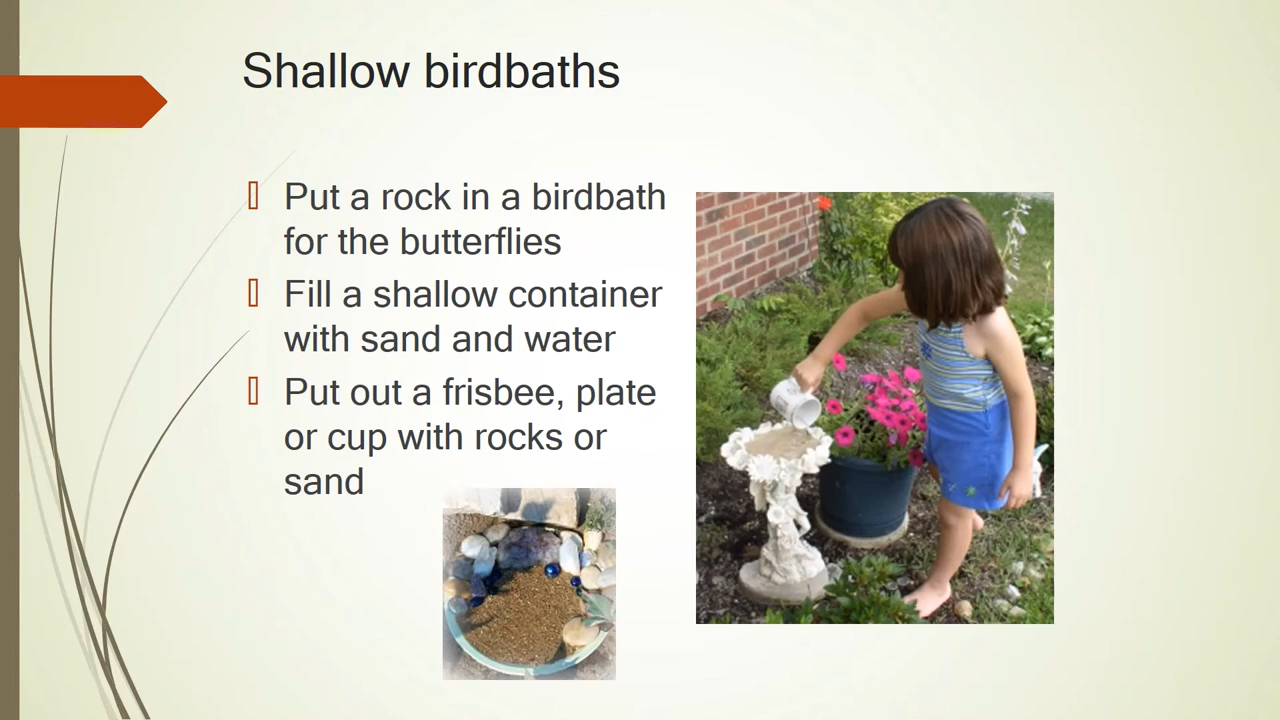 Shallow birdbaths
Put a rock in a birdbath
for the butterflies
Fill a shallow container
with sand and water
Put out a frisbee, plate
or cup with rocks or
sand